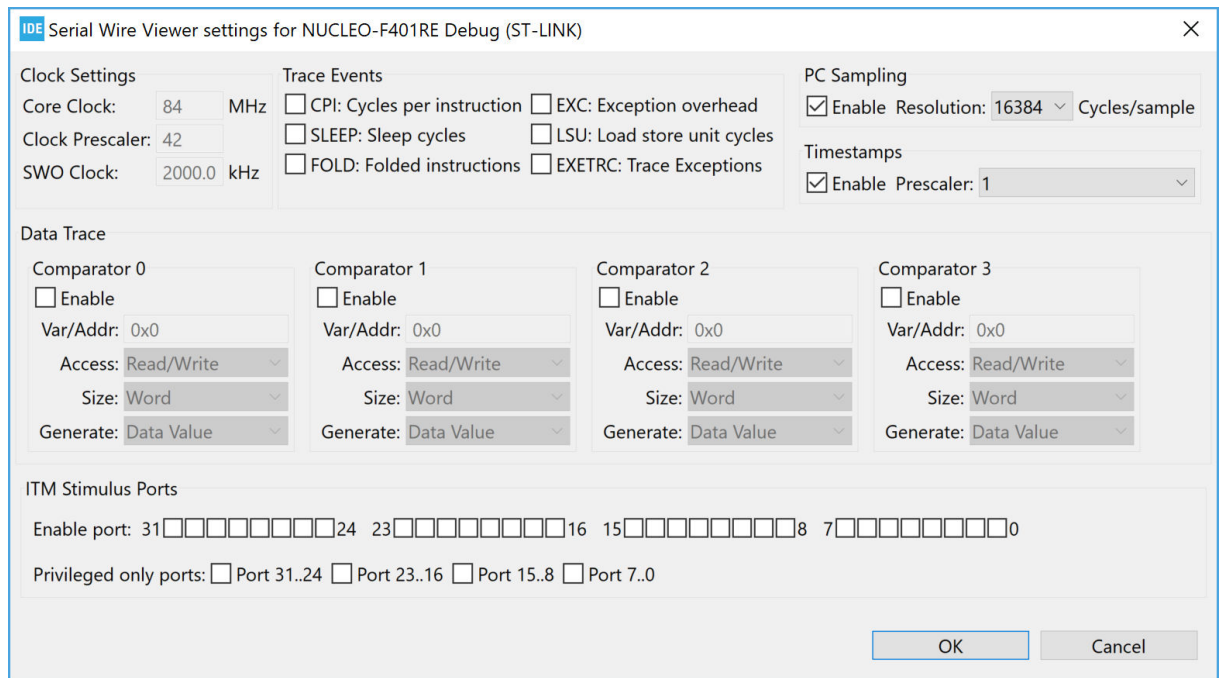 IDE Serial Wire Viewer settings for NUCLEO-F401RE Debug (ST-LINK)
Clock Settings
Core Clock: 84 MHz
Clock Prescaler: 42
SWO Clock: 2000.0 kHz
Trace Events
CPI: Cycles per instruction EXC: Exception overhead
SLEEP: Sleep cycles LSU: Load store unit cycles
FOLD: Folded instructions EXETRC: Trace Exceptions
PC Sampling
Enable Resolution: 16384 Cycles/sample
Timestamps
Enable Prescaler: 1
Data Trace
Comparator 0
Enable
Var/Addr: 0x0
Access: Read/Write
Size: Word
Generate: Data Value
Comparator 1
Enable
Var/Addr: 0x0
Access: Read/Write
Size: Word
Generate: Data Value
Comparator 2
Enable
Var/Addr: 0x0
Access: Read/Write
Size: Word
Generate: Data Value
Comparator 3
Enable
Var/Addr: 0x0
Access: Read/Write
Size: Word
Generate: Data Value
ITM Stimulus Ports
Enable port: 31 24 23 16 15 8 7 0
Privileged only ports: Port 31..24 Port 23..16 Port 15..8 Port 7..0
OK Cancel